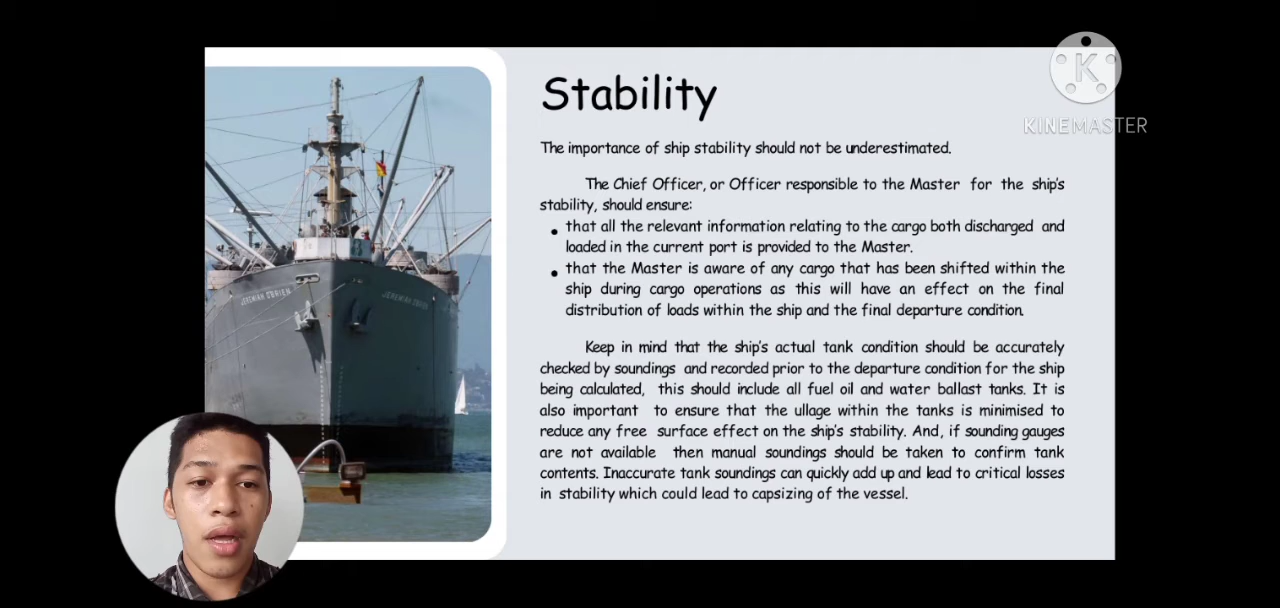 Stability
KINEMASTER
The importance of ship stability should not be underestimated.
The Chief Officer, or Officer responsible to the Master for the ship's
stability, should ensure:
• that all the relevant information relating to the cargo both discharged and
loaded in the current port is provided to the Master.
• that the Master is aware of any cargo that has been shifted within the
ship during cargo operations as this will have an effect on the final
distribution of loads within the ship and the final departure condition.
Keep in mind that the ship's actual tank condition should be accurately
checked by soundings and recorded prior to the departure condition for the ship
being calculated, this should include all fuel oil and water ballast tanks. It is
also important to ensure that the ullage within the tanks is minimised to
reduce any free surface effect on the ship's stability. And, if sounding gauges
are not available then manual soundings should be taken to confirm tank
contents. Inaccurate tank soundings can quickly add up and lead to critical losses
in stability which could lead to capsizing of the vessel.
JEREMIAH O'BRIEN
JEREMIAH O'BRIEN